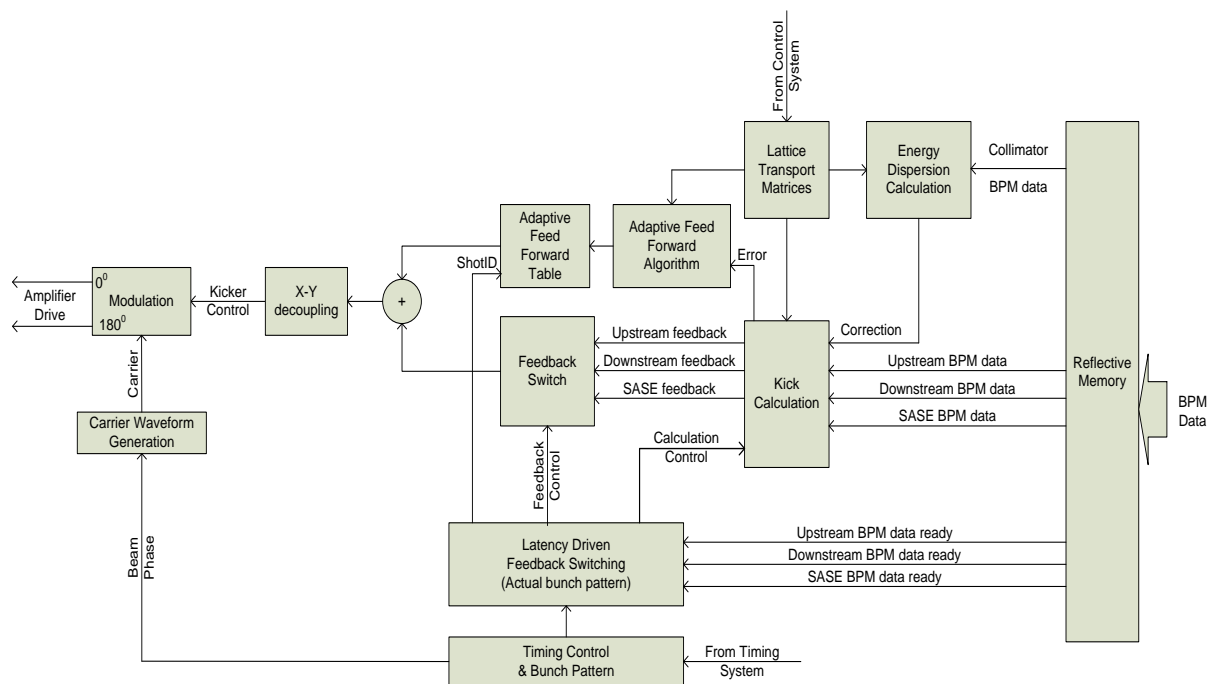 From Control
System
Lattice
Transport
Matrices
Energy
Dispersion
Calculation
Collimator
BPM data
Adaptive
Feed
Forward
Table
Adaptive Feed
Forward
Algorithm
ShotID
Error
0⁰
Amplifier
Drive
180⁰
Modulation
Kicker
Control
X-Y
decoupling
+
Feedback
Switch
Upstream feedback
Downstream feedback
SASE feedback
Kick
Calculation
Correction
Upstream BPM data
Downstream BPM data
SASE BPM data
Reflective
Memory
BPM
Data
Carrier
Carrier Waveform
Generation
Calculation
Control
Feedback
Control
Beam
Phase
Latency Driven
Feedback Switching
(Actual bunch pattern)
Upstream BPM data ready
Downstream BPM data ready
SASE BPM data ready
Timing Control
& Bunch Pattern
From Timing
System